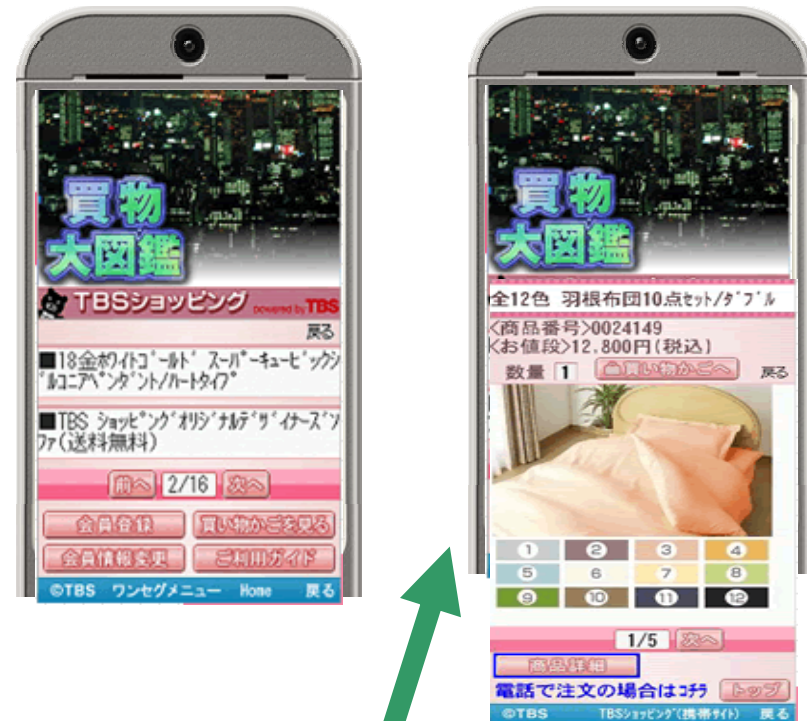 買物
大図鑑
TBSショッピング powered by TBS
戻る
■18金ホワイトゴールド スーパーキュービックジ
ルコニアペンダント/ハートタイプ
■TBS ショッピングオリジナルデザイナーズソ
ファ(送料無料)
前へ 2/16 次へ
会員登録 買い物かごを見る
会員情報変更 ご利用ガイド
©TBS ワンセグメニュー Home 戻る
買物
大図鑑
全12色 羽根布団10点セット/ダブル
<商品番号>0024149
<お値段>12,800円(税込)
数量 1 買い物かごへ 戻る
1 2 3 4
5 6 7 8
9 10 11 12
1/5 次へ
商品詳細
電話で注文の場合はコチラ トップ
©TBS TBSショッピング(携帯サイト) 戻る